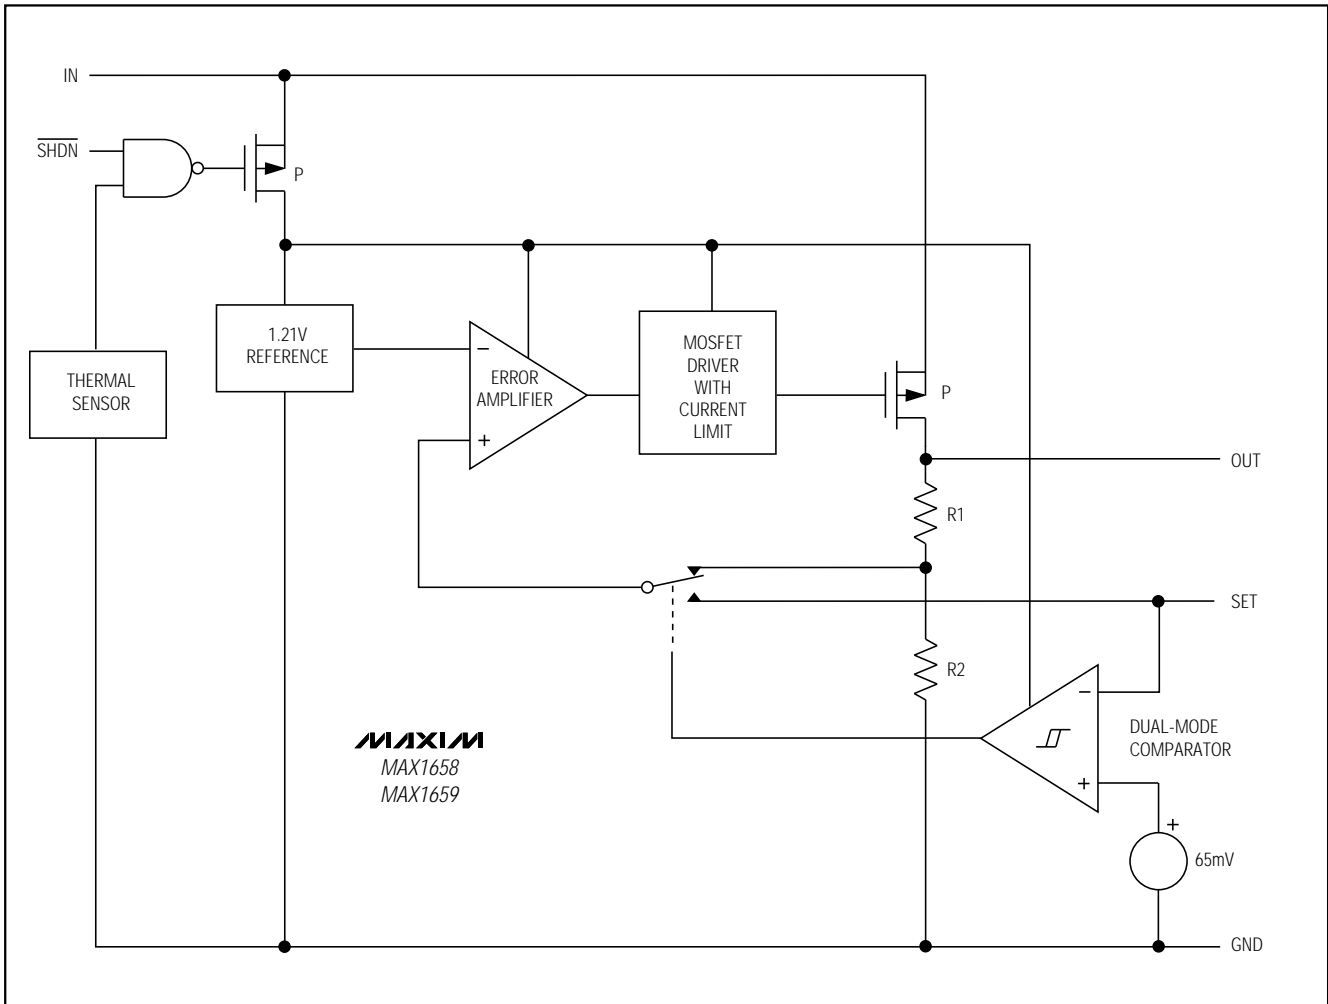 IN
SHDN
P
1.21V
REFERENCE
THERMAL
SENSOR
−
ERROR
AMPLIFIER
+
MOSFET
DRIVER
WITH
CURRENT
LIMIT
P
OUT
R1
SET
R2
−
+
DUAL-MODE
COMPARATOR
+
65mV
MAXIM
MAX1658
MAX1659
GND